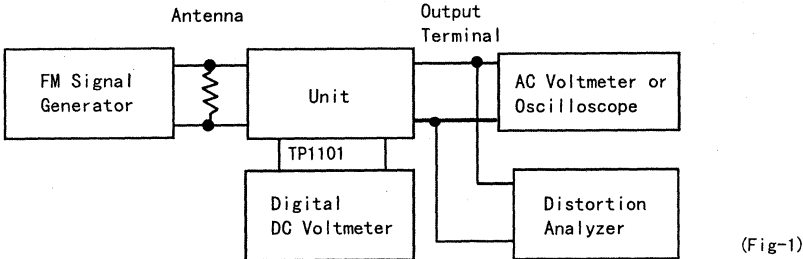 Antenna
Output
Terminal
FM Signal
Generator
Unit
AC Voltmeter or
Oscilloscope
TP1101
Digital
DC Voltmeter
Distortion
Analyzer
(Fig-1)